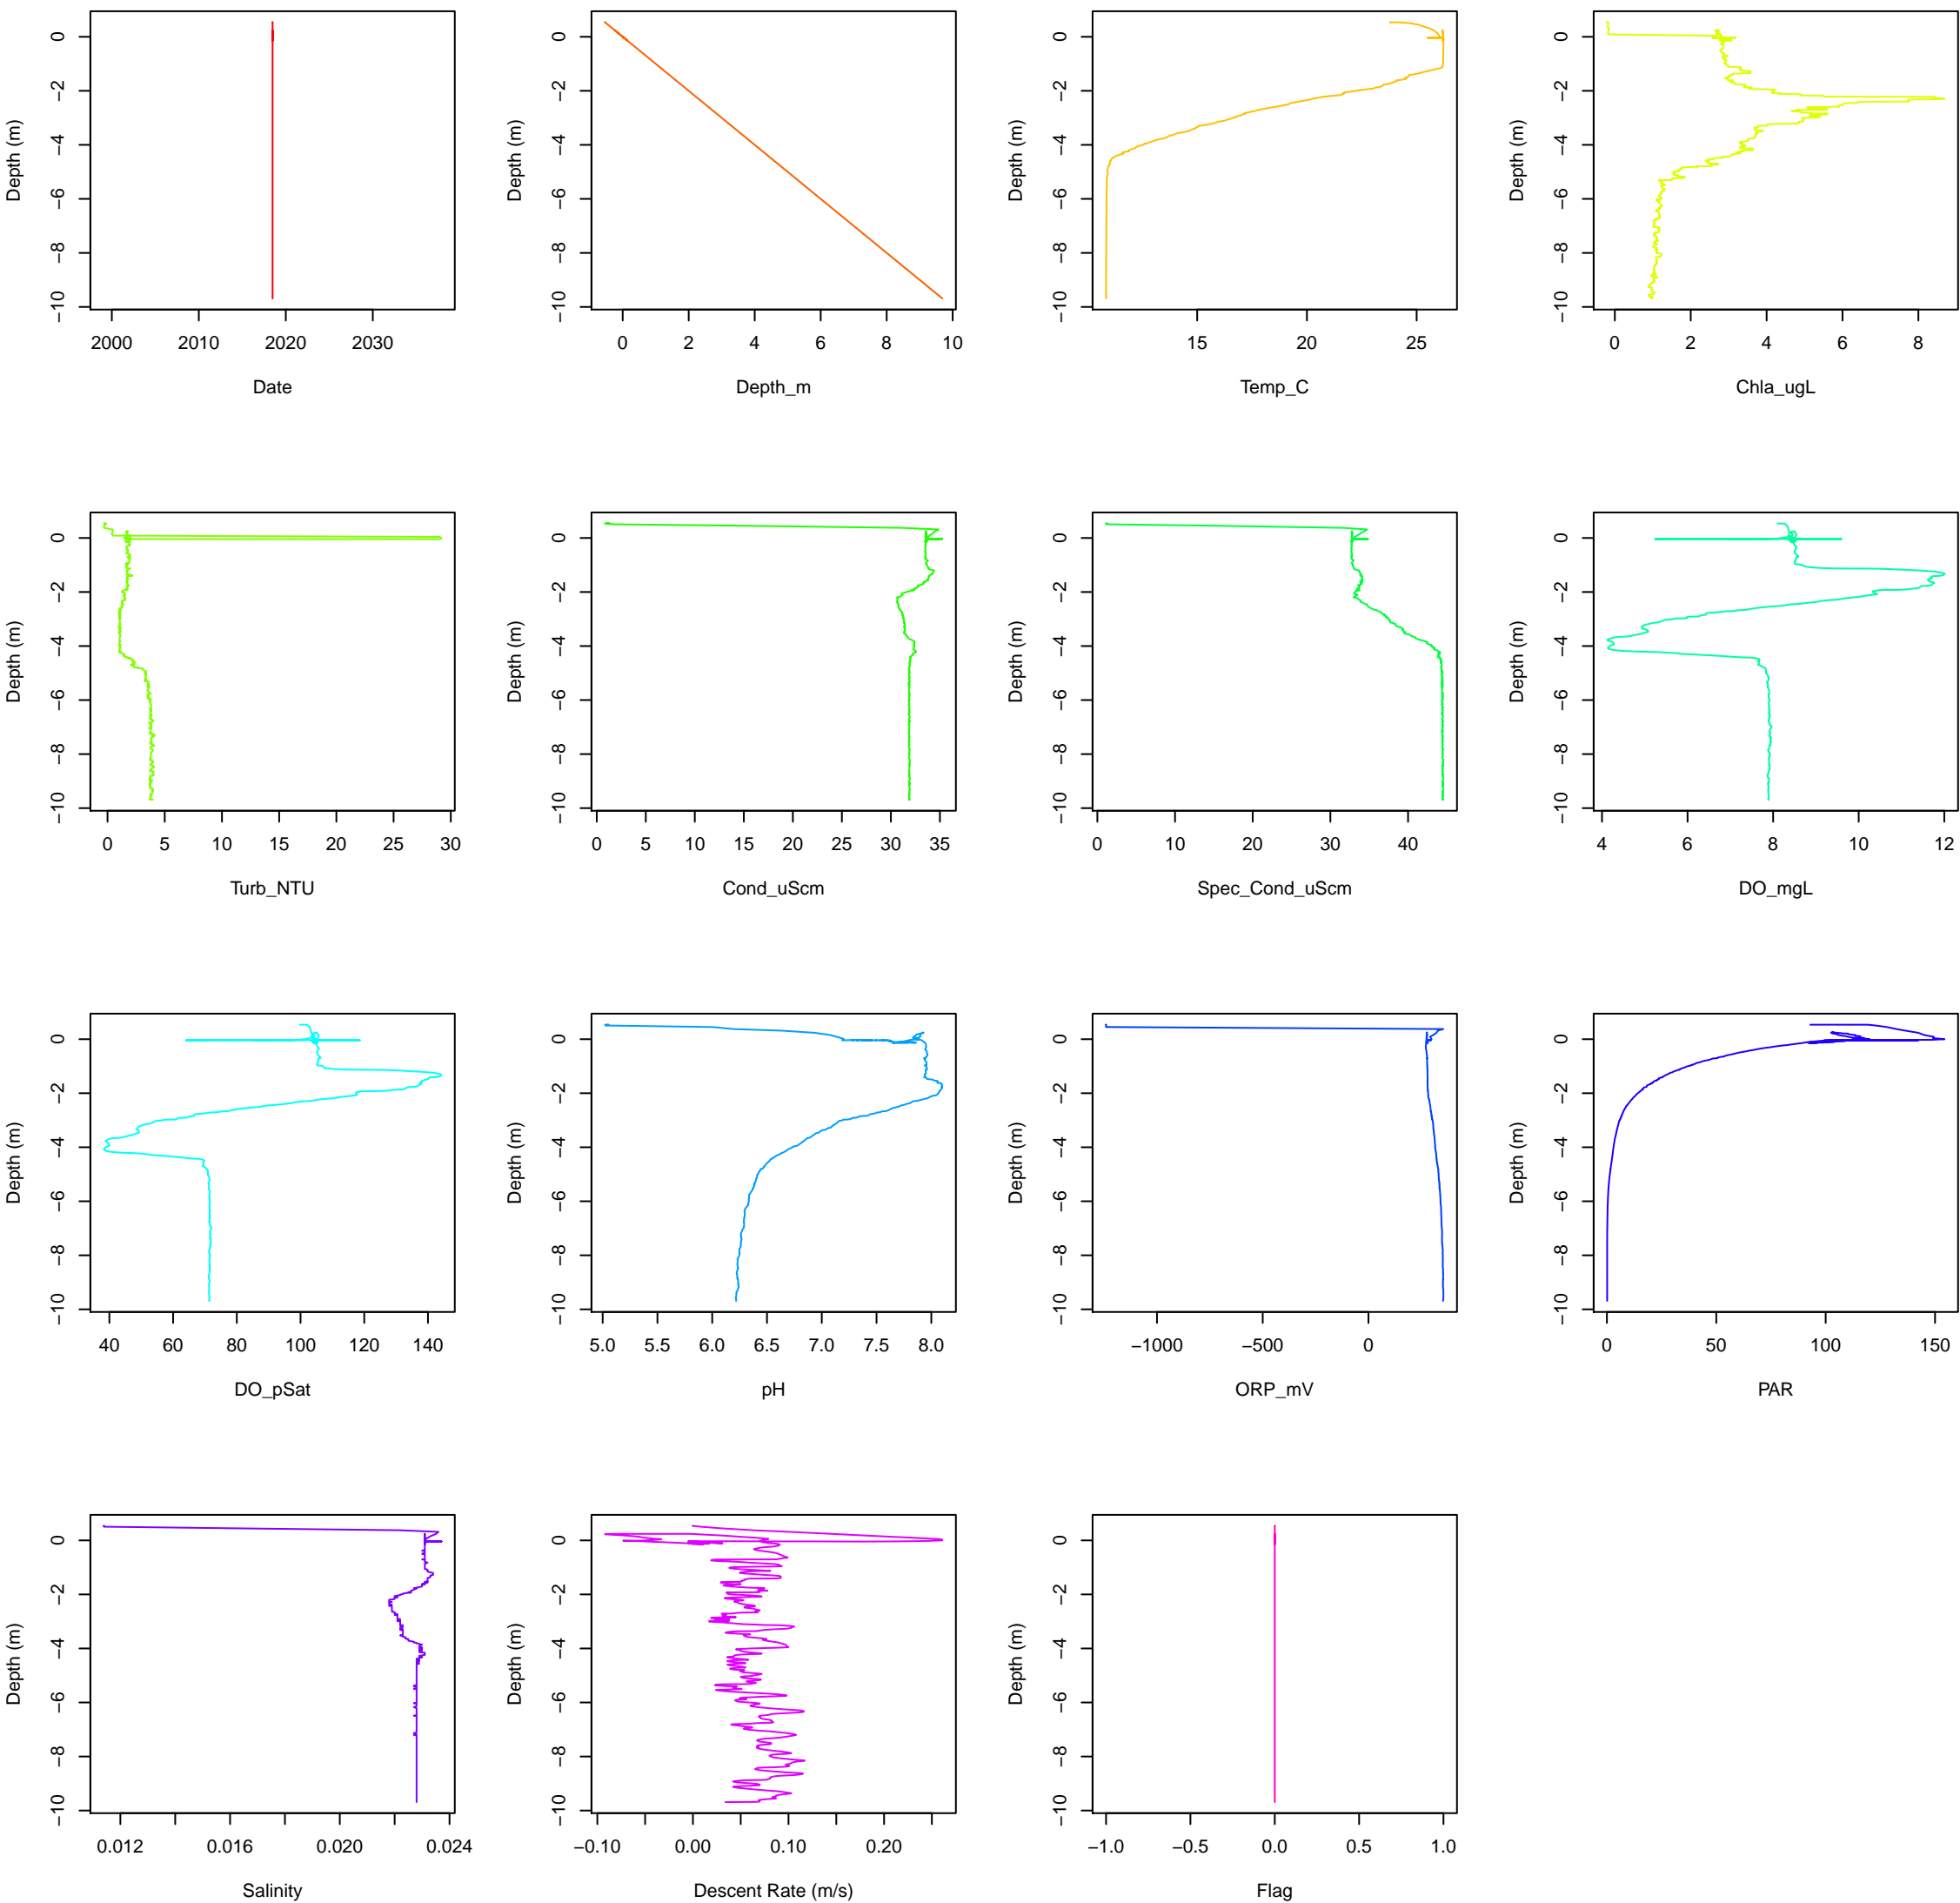 Depth (m)
0
−2
−4
−6
−8
−10
2000 2010 2020 2030
Date
Depth (m)
0
−2
−4
−6
−8
−10
0 2 4 6 8 10
Depth_m
Depth (m)
0
−2
−4
−6
−8
−10
15 20 25
Temp_C
Depth (m)
0
−2
−4
−6
−8
−10
0 2 4 6 8
Chla_ugL
Depth (m)
0
−2
−4
−6
−8
−10
0 5 10 15 20 25 30
Turb_NTU
Depth (m)
0
−2
−4
−6
−8
−10
0 5 10 15 20 25 30 35
Cond_uScm
Depth (m)
0
−2
−4
−6
−8
−10
0 10 20 30 40
Spec_Cond_uScm
Depth (m)
0
−2
−4
−6
−8
−10
4 6 8 10 12
DO_mgL
Depth (m)
0
−2
−4
−6
−8
−10
40 60 80 100 120 140
DO_pSat
Depth (m)
0
−2
−4
−6
−8
−10
5.0 5.5 6.0 6.5 7.0 7.5 8.0
pH
Depth (m)
0
−2
−4
−6
−8
−10
−1000 −500 0
ORP_mV
Depth (m)
0
−2
−4
−6
−8
−10
0 50 100 150
PAR
Depth (m)
0
−2
−4
−6
−8
−10
0.012 0.016 0.020 0.024
Salinity
Depth (m)
0
−2
−4
−6
−8
−10
−0.10 0.00 0.10 0.20
Descent Rate (m/s)
Depth (m)
0
−2
−4
−6
−8
−10
−1.0 −0.5 0.0 0.5 1.0
Flag